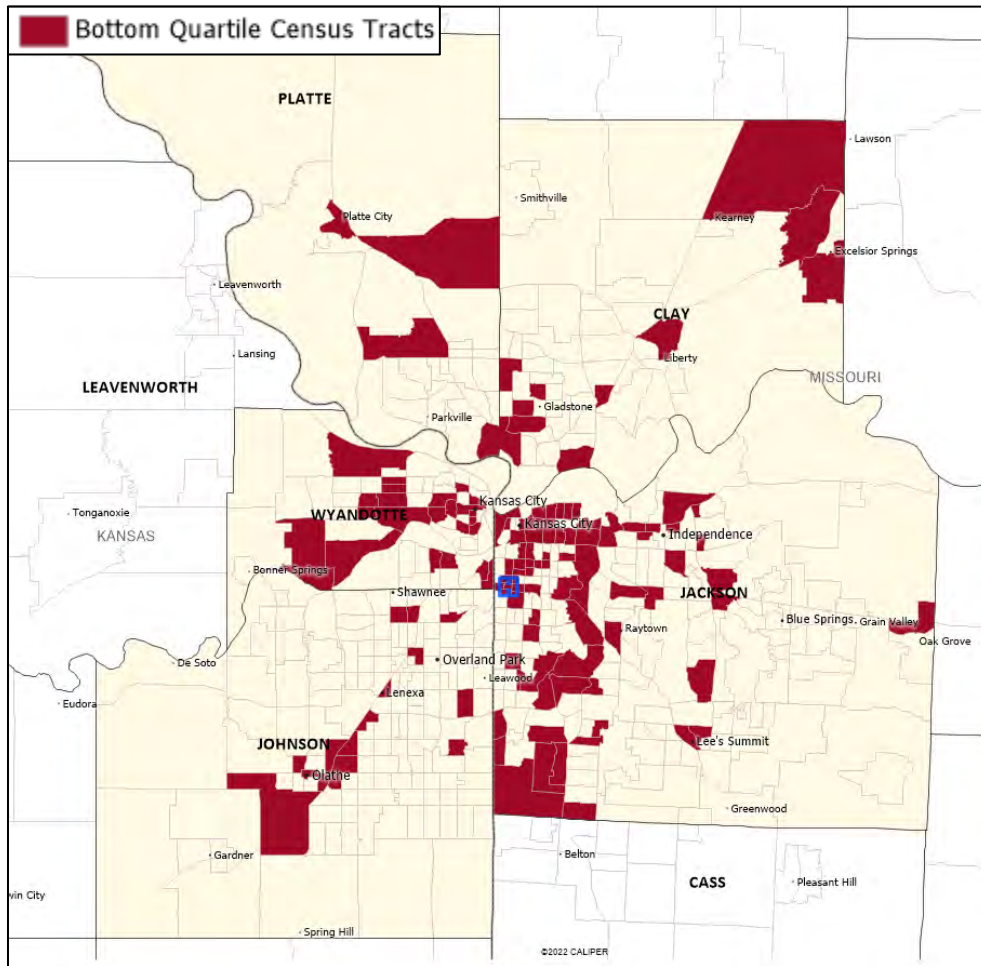 Bottom Quartile Census Tracts
PLATTE
Lawson
Smithville
Platte City
Kearney
Excelsior Springs
Leavenworth
CLAY
Lansing
Liberty
LEAVENWORTH
MISSOURI
Gladstone
Parkville
Kansas City
Tonganoxie
WYANDOTTE
Kansas City
KANSAS
Independence
Bonner Springs
Shawnee
JACKSON
Blue Springs
Grain Valley
Raytown
Oak Grove
De Soto
Overland Park
Leawood
Lenexa
Eudora
JOHNSON
Lee's Summit
Olathe
Greenwood
Gardner
Belton
CASS
Pleasant Hill
win City
Spring Hill
©2022 CALIPER